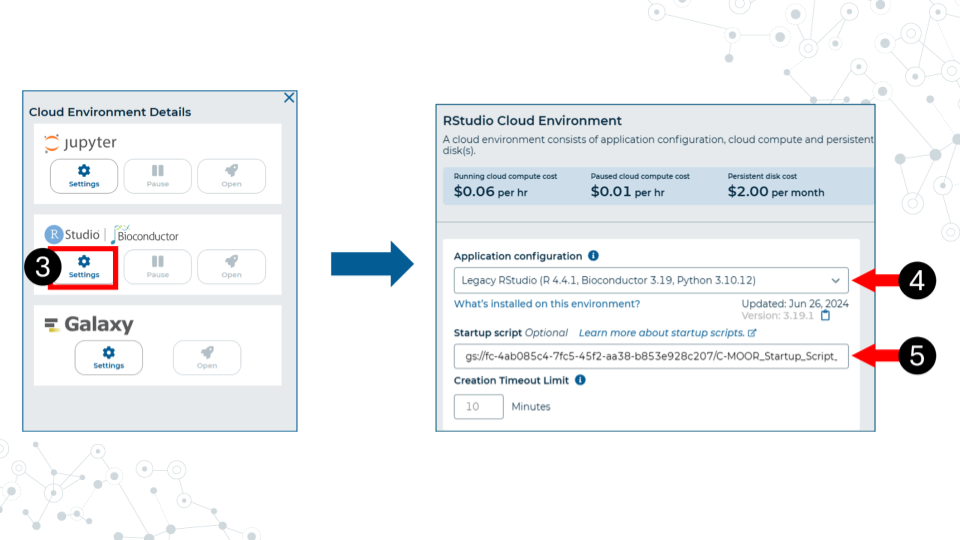 Cloud Environment Details
Jupyter
Settings
Pause
Open
R Studio Bioconductor
3
Settings
Pause
Open
Galaxy
Settings
Open
RStudio Cloud Environment
A cloud environment consists of application configuration, cloud compute and persistent
disk(s).
Running cloud compute cost
$0.06 per hr
Paused cloud compute cost
$0.01 per hr
Persistent disk cost
$2.00 per month
Application configuration
Legacy RStudio (R 4.4.1, Bioconductor 3.19, Python 3.10.12)
4
What's installed on this environment?
Updated: Jun 26, 2024
Version: 3.19.1
Startup script Optional Learn more about startup scripts.
gs://fc-4ab085c4-7fc5-45f2-aa38-b853e928c207/C-MOOR_Startup_Script_
5
Creation Timeout Limit
10 Minutes